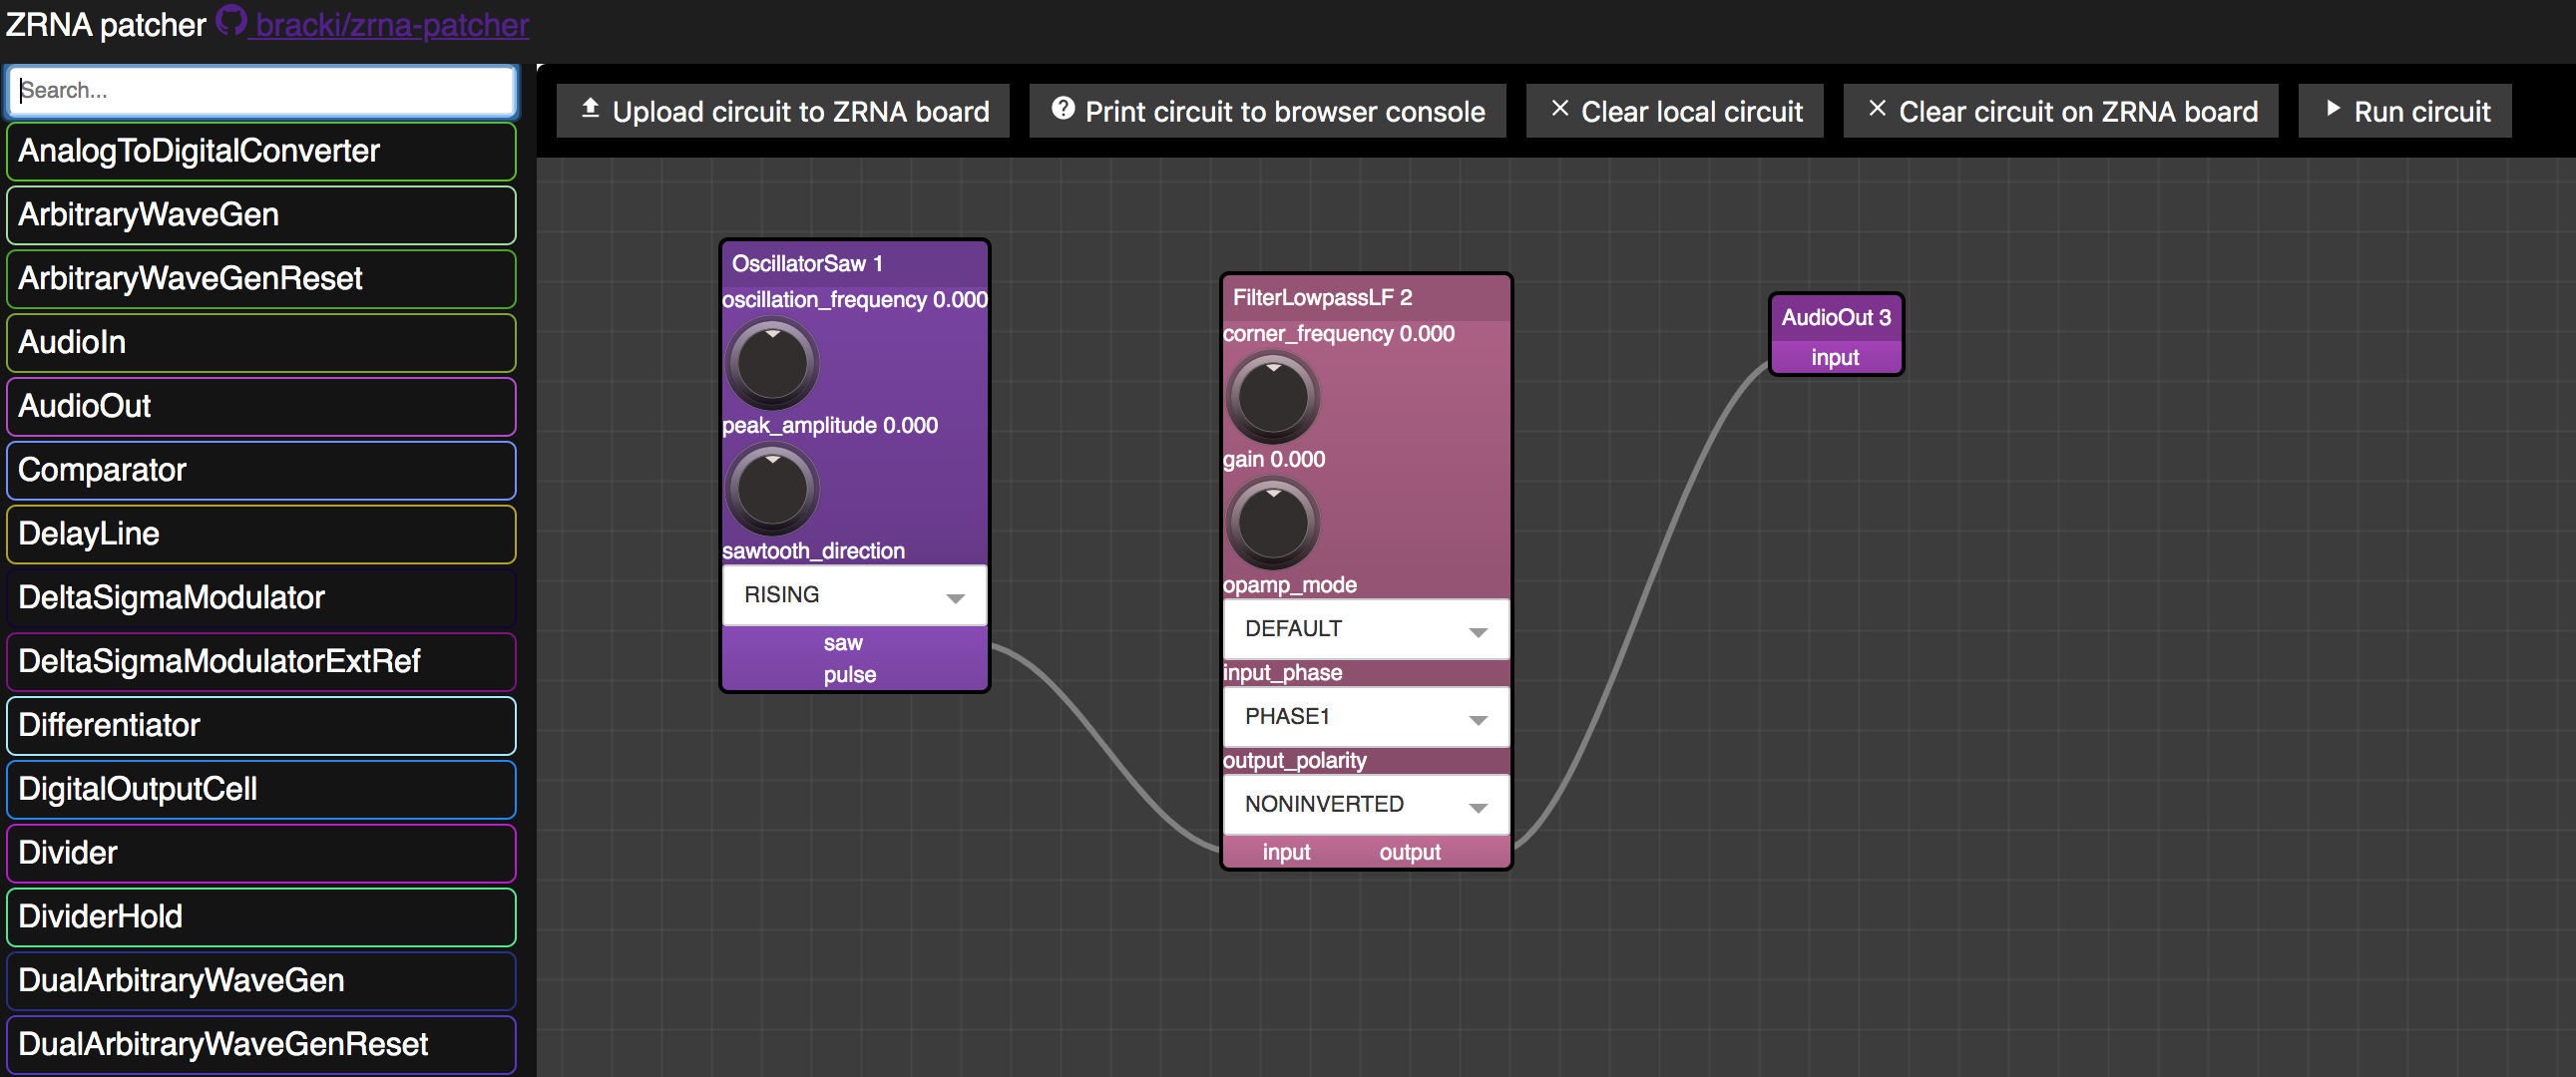 ZRNA patcher bracki/zrna-patcher
Search...
AnalogToDigitalConverter
ArbitraryWaveGen
ArbitraryWaveGenReset
AudioIn
AudioOut
Comparator
DelayLine
DeltaSigmaModulator
DeltaSigmaModulatorExtRef
Differentiator
DigitalOutputCell
Divider
DividerHold
DualArbitraryWaveGen
DualArbitraryWaveGenReset
Upload circuit to ZRNA board
Print circuit to browser console
Clear local circuit
Clear circuit on ZRNA board
Run circuit
OscillatorSaw 1
oscillation_frequency 0.000
peak_amplitude 0.000
sawtooth_direction
RISING
saw
pulse
FilterLowpassLF 2
corner_frequency 0.000
gain 0.000
opamp_mode
DEFAULT
input_phase
PHASE1
output_polarity
NONINVERTED
input output
AudioOut 3
input